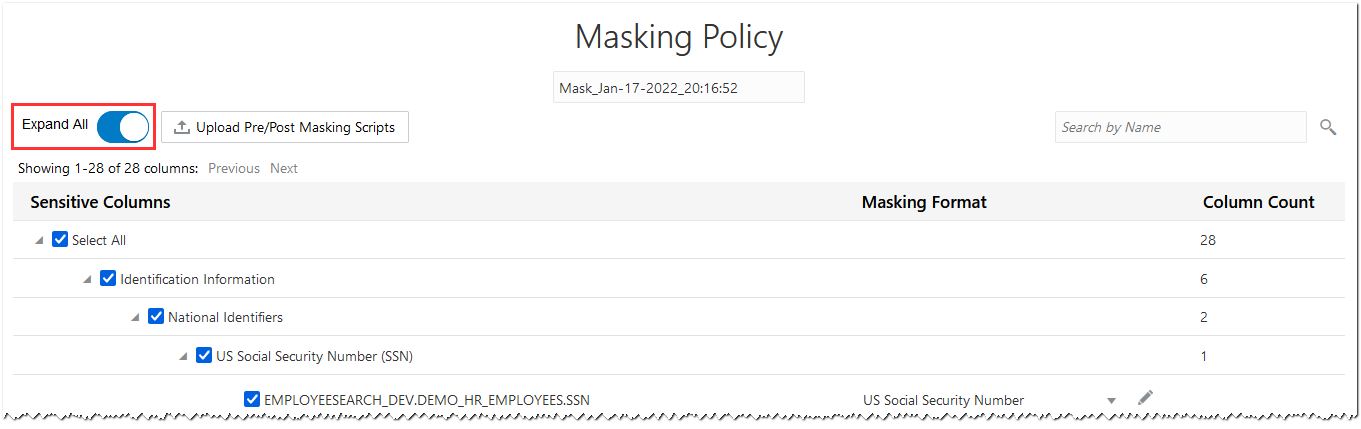 Masking Policy
Mask_Jan-17-2022_20:16:52
Expand All Upload Pre/Post Masking Scripts Search by Name
Showing 1-28 of 28 columns: Previous Next
Sensitive Columns Masking Format Column Count
Select All 28
Identification Information 6
National Identifiers 2
US Social Security Number (SSN) 1
EMPLOYEESEARCH_DEV.DEMO_HR_EMPLOYEES.SSN US Social Security Number